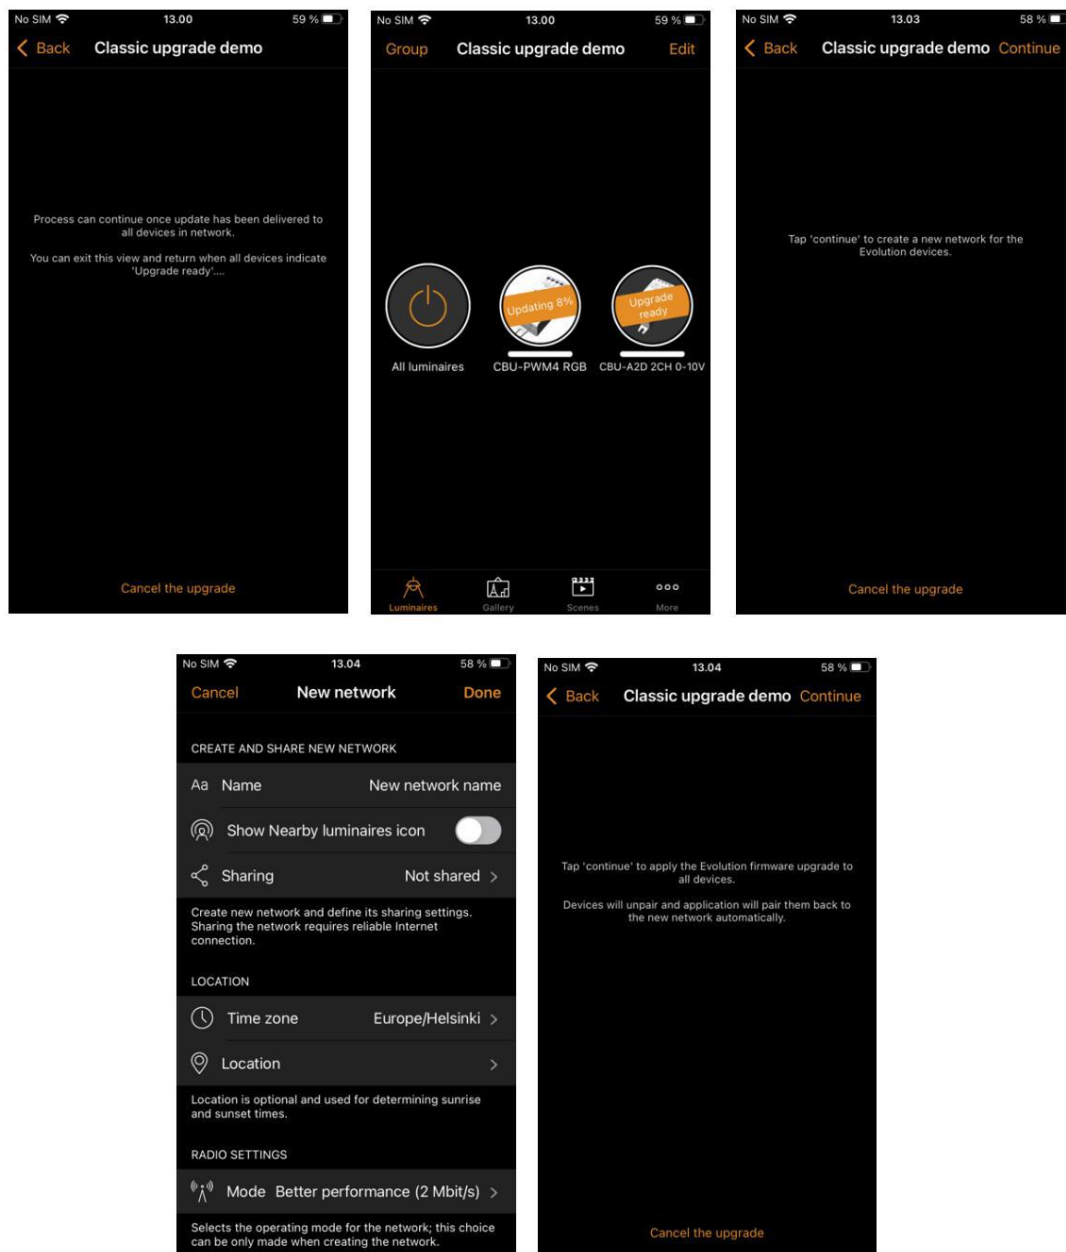 No SIM 13.00 59 %
Back Classic upgrade demo
Process can continue once update has been delivered to
all devices in network.
You can exit this view and return when all devices indicate
'Upgrade ready'....
Cancel the upgrade
No SIM 13.00 59 %
Group Classic upgrade demo Edit
Updating 8%
Upgrade
ready
All luminaires CBU-PWM4 RGB CBU-A2D 2CH 0-10V
Luminaires Gallery Scenes More
No SIM 13.03 58 %
Back Classic upgrade demo Continue
Tap 'continue' to create a new network for the
Evolution devices.
Cancel the upgrade
No SIM 13.04 58 %
Cancel New network Done
CREATE AND SHARE NEW NETWORK
Aa Name New network name
Show Nearby luminaires icon
Sharing Not shared >
Create new network and define its sharing settings.
Sharing the network requires reliable Internet
connection.
LOCATION
Time zone Europe/Helsinki >
Location >
Location is optional and used for determining sunrise
and sunset times.
RADIO SETTINGS
Mode Better performance (2 Mbit/s) >
Selects the operating mode for the network; this choice
can be only made when creating the network.
No SIM 13.04 58 %
Back Classic upgrade demo Continue
Tap 'continue' to apply the Evolution firmware upgrade to
all devices.
Devices will unpair and application will pair them back to
the new network automatically.
Cancel the upgrade